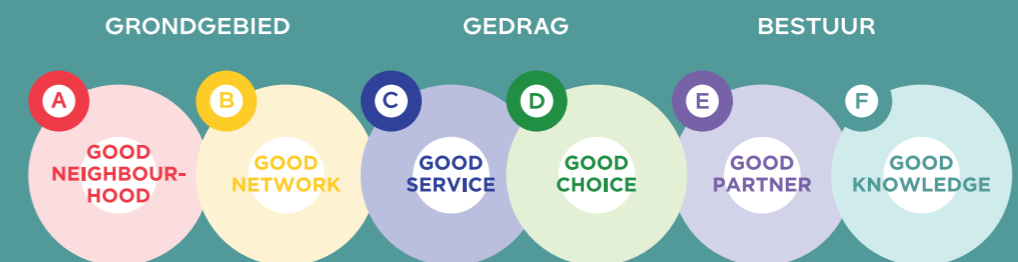 GRONDGEBIED
GEDRAG
BESTUUR
A
GOOD
NEIGHBOUR-
HOOD
B
GOOD
NETWORK
C
GOOD
SERVICE
D
GOOD
CHOICE
E
GOOD
PARTNER
F
GOOD
KNOWLEDGE